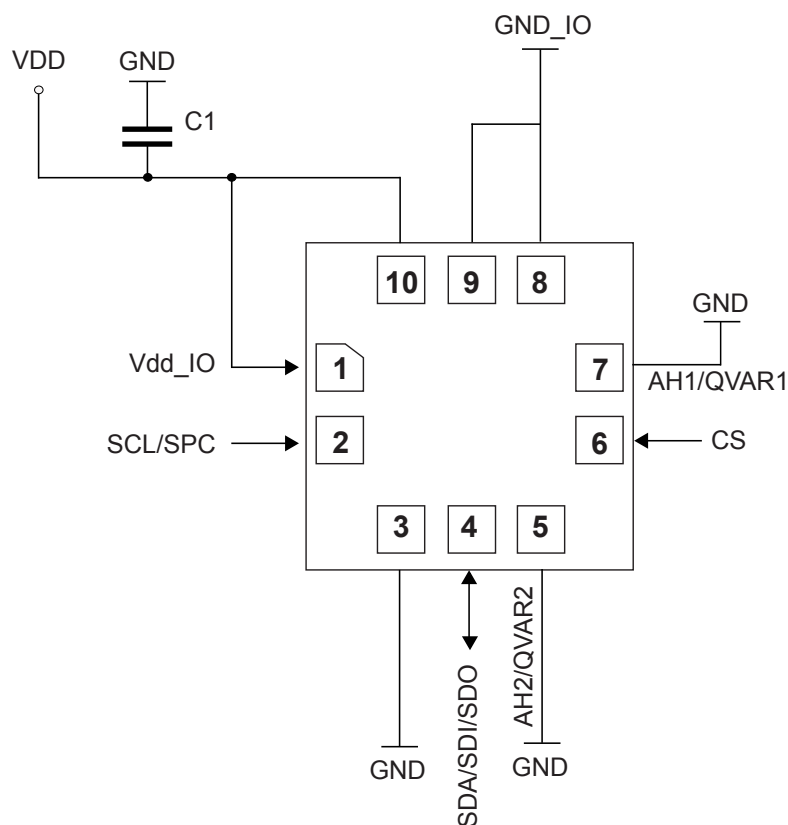 GND_IO
VDD
GND
C1
10
9
8
GND
Vdd_IO
1
7
AH1/QVAR1
SCL/SPC
2
6
CS
3
4
5
SDA/SDI/SDO
AH2/QVAR2
GND
GND